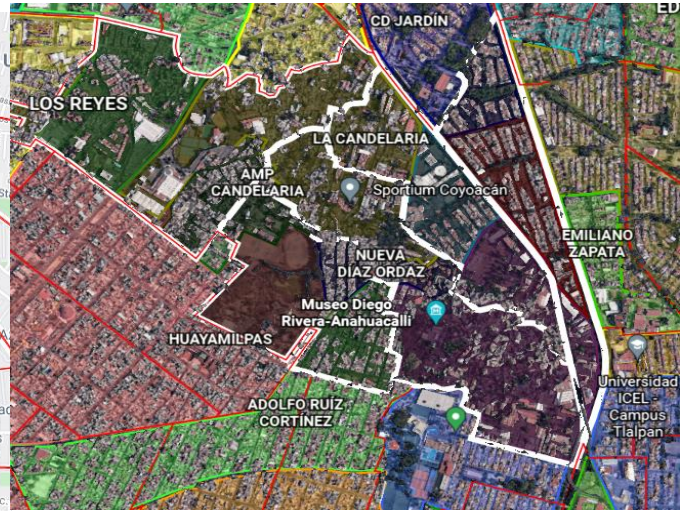 CD JARDÍN
LOS REYES
LA CANDELARIA
AMP
CANDELARIA
Sportium Coyoacán
EMILIANO
ZAPATA
NUEVA
DÍAZ ORDAZ
Museo Diego
Rivera-Anahuacalli
HUAYAMILPAS
Universidad
ICEL -
Campus
Tlalpan
ADOLFO RUÍZ
CORTÍNEZ